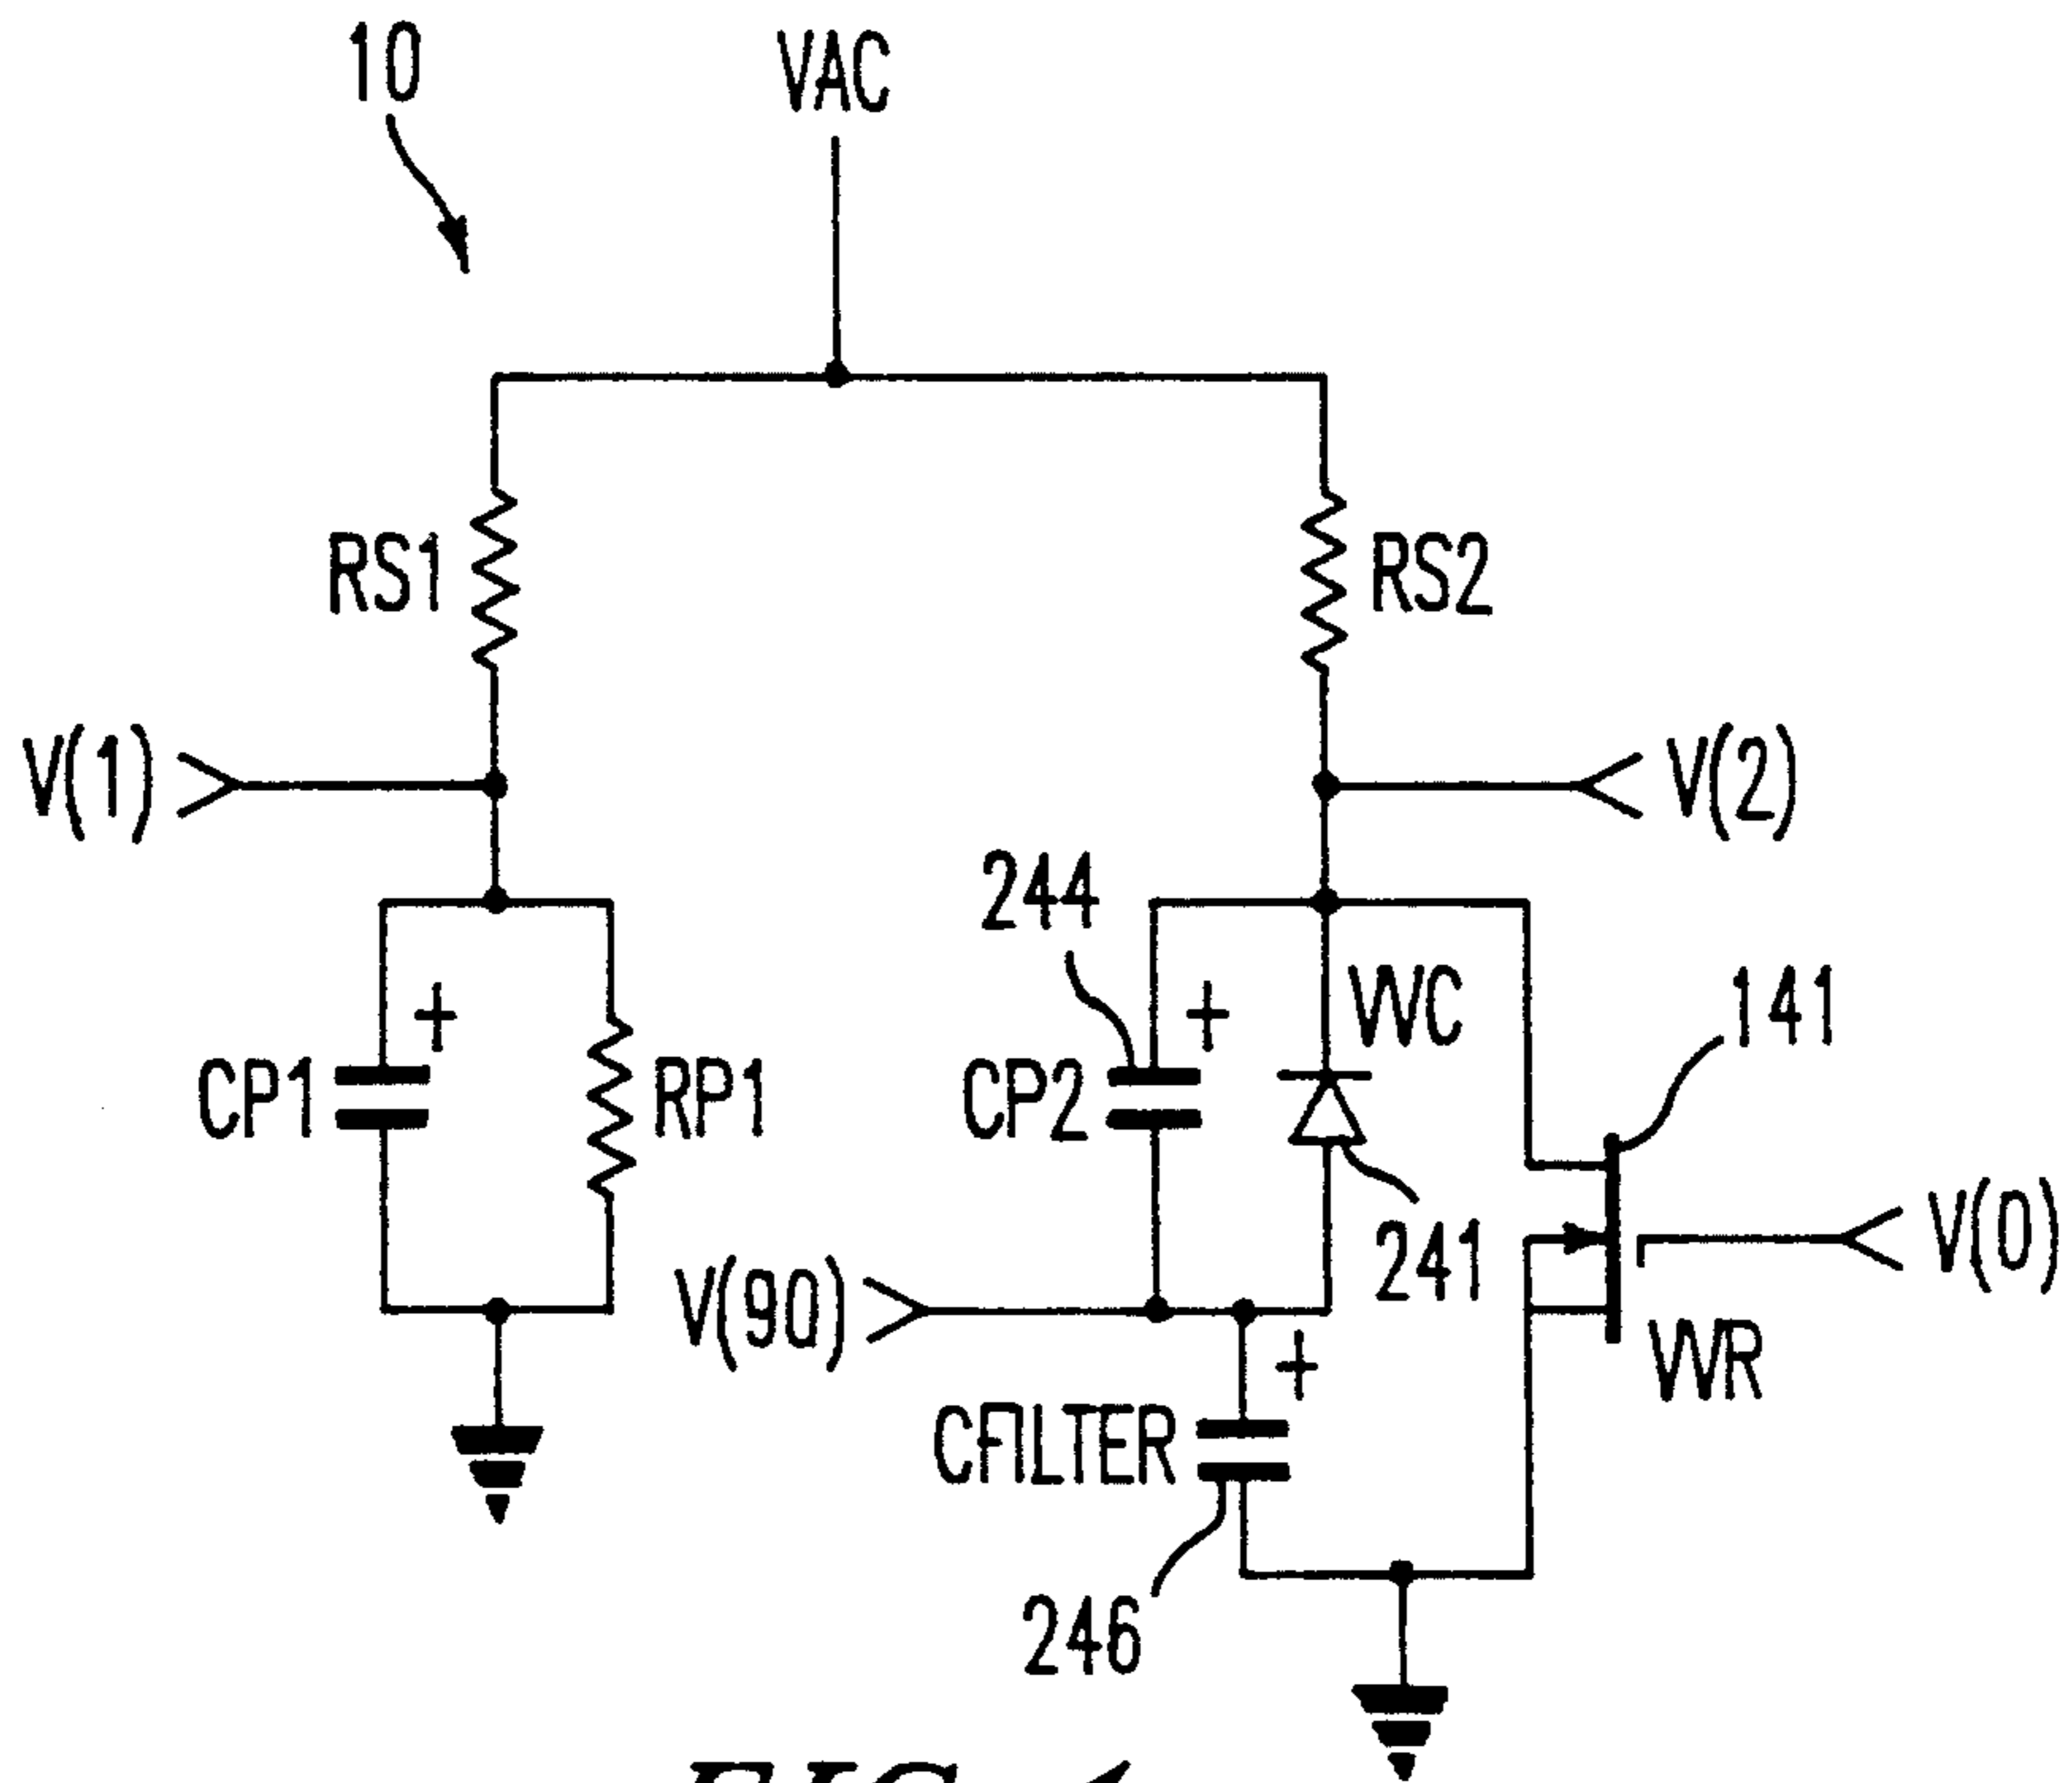 10
VAC
RS1
RS2
V(1)
V(2)
244
VVC
141
+
+
CP1
RP1
CP2
V(0)
241
V(90)
+
VVR
CFILTER
246